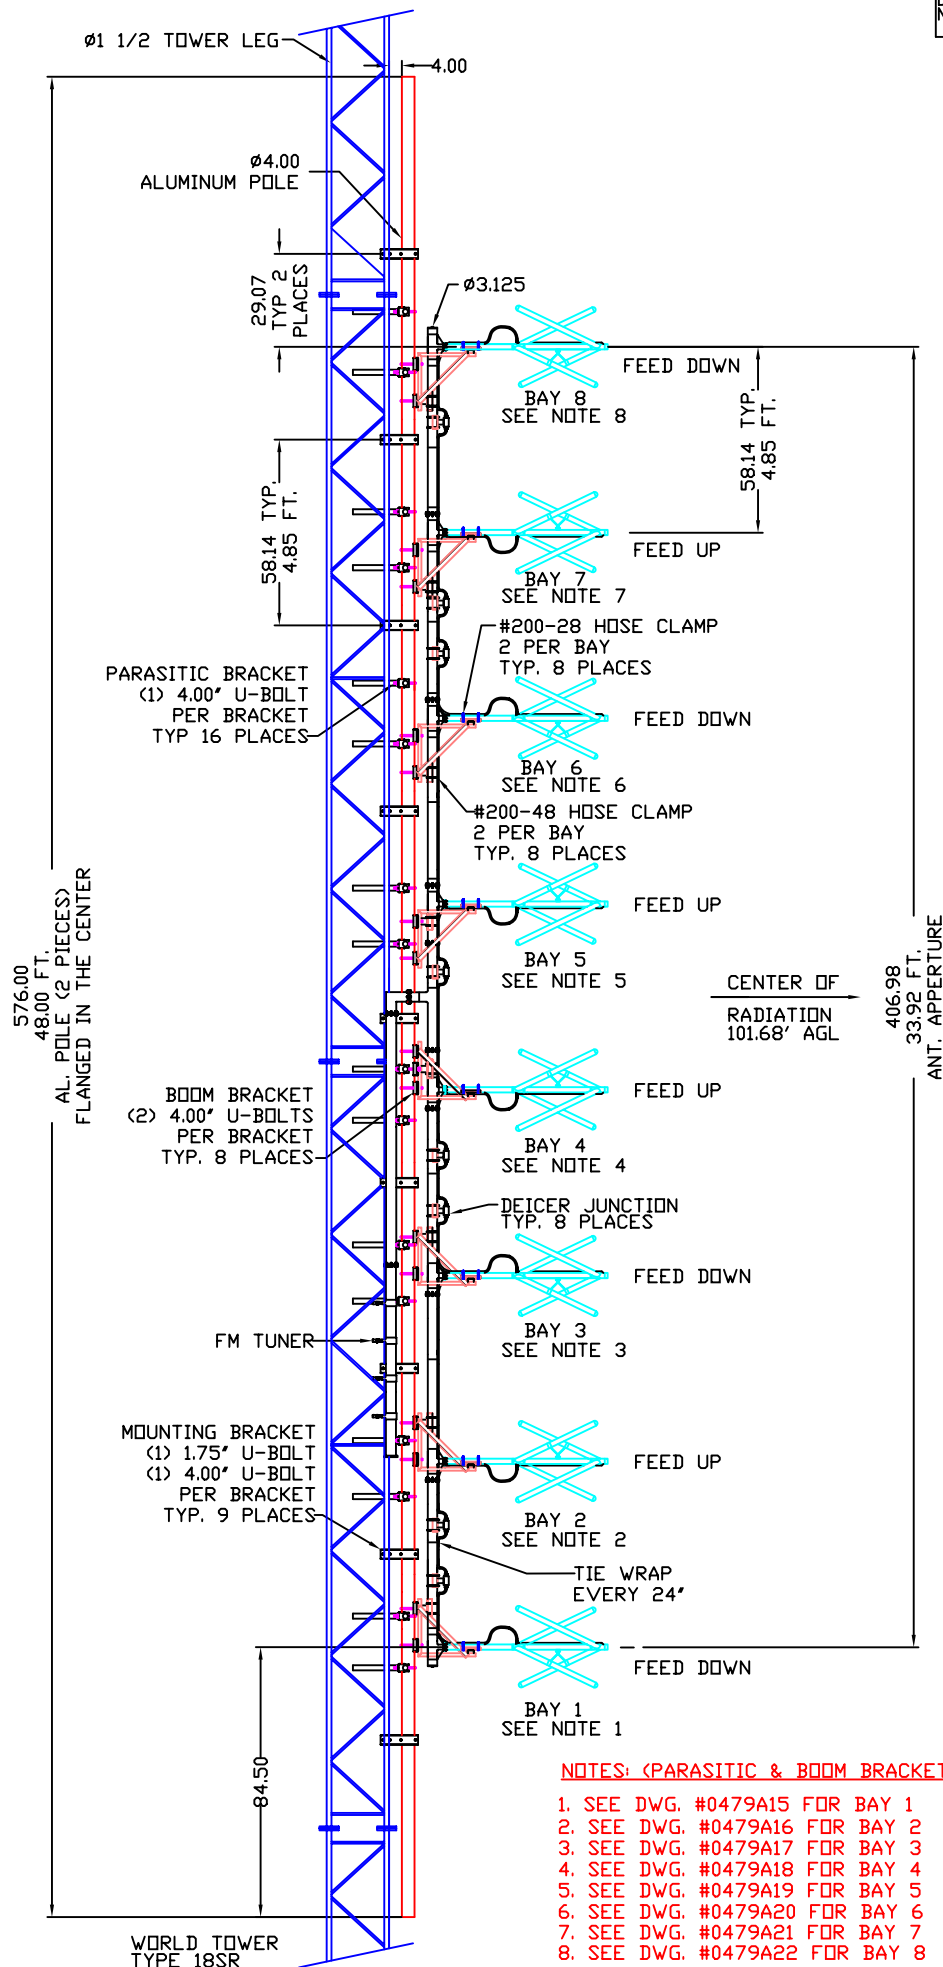 Ø1 1/2 TOWER LEG
4.00
Ø4.00
ALUMINUM POLE
29.07
TYP 2
PLACES
Ø3.125
FEED DOWN
BAY 8
SEE NOTE 8
58.14 TYP.
4.85 FT.
58.14 TYP.
4.85 FT.
FEED UP
BAY 7
SEE NOTE 7
#200-28 HOSE CLAMP
2 PER BAY
TYP. 8 PLACES
PARASITIC BRACKET
(1) 4.00" U-BOLT
PER BRACKET
TYP 16 PLACES
FEED DOWN
BAY 6
SEE NOTE 6
#200-48 HOSE CLAMP
2 PER BAY
TYP. 8 PLACES
FEED UP
BAY 5
SEE NOTE 5
576.00
48.00 FT.
AL. POLE (2 PIECES)
FLANGED IN THE CENTER
CENTER OF
RADIATION
101.68' AGL
406.98
33.92 FT.
ANT. APPERTURE
BOOM BRACKET
(2) 4.00" U-BOLTS
PER BRACKET
TYP. 8 PLACES
FEED UP
BAY 4
SEE NOTE 4
DEICER JUNCTION
TYP. 8 PLACES
FEED DOWN
BAY 3
SEE NOTE 3
FM TUNER
MOUNTING BRACKET
(1) 1.75" U-BOLT
(1) 4.00" U-BOLT
PER BRACKET
TYP. 9 PLACES
FEED UP
BAY 2
SEE NOTE 2
TIE WRAP
EVERY 24"
FEED DOWN
BAY 1
SEE NOTE 1
84.50
WORLD TOWER
TYPE 18SR
NOTES: (PARASITIC & BOOM BRACKET
1. SEE DWG. #0479A15 FOR BAY 1
2. SEE DWG. #0479A16 FOR BAY 2
3. SEE DWG. #0479A17 FOR BAY 3
4. SEE DWG. #0479A18 FOR BAY 4
5. SEE DWG. #0479A19 FOR BAY 5
6. SEE DWG. #0479A20 FOR BAY 6
7. SEE DWG. #0479A21 FOR BAY 7
8. SEE DWG. #0479A22 FOR BAY 8